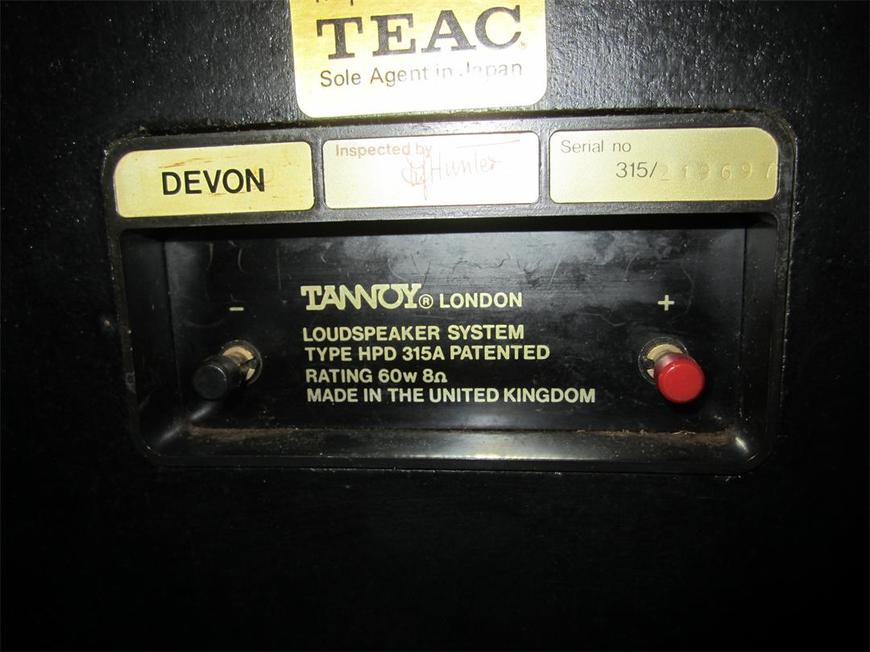 TEAC
Sole Agent in Japan
DEVON
Inspected by
Hunter
Serial no
315/
TANNOY® LONDON
LOUDSPEAKER SYSTEM
TYPE HPD 315A PATENTED
RATING 60w 8Ω
MADE IN THE UNITED KINGDOM
- +